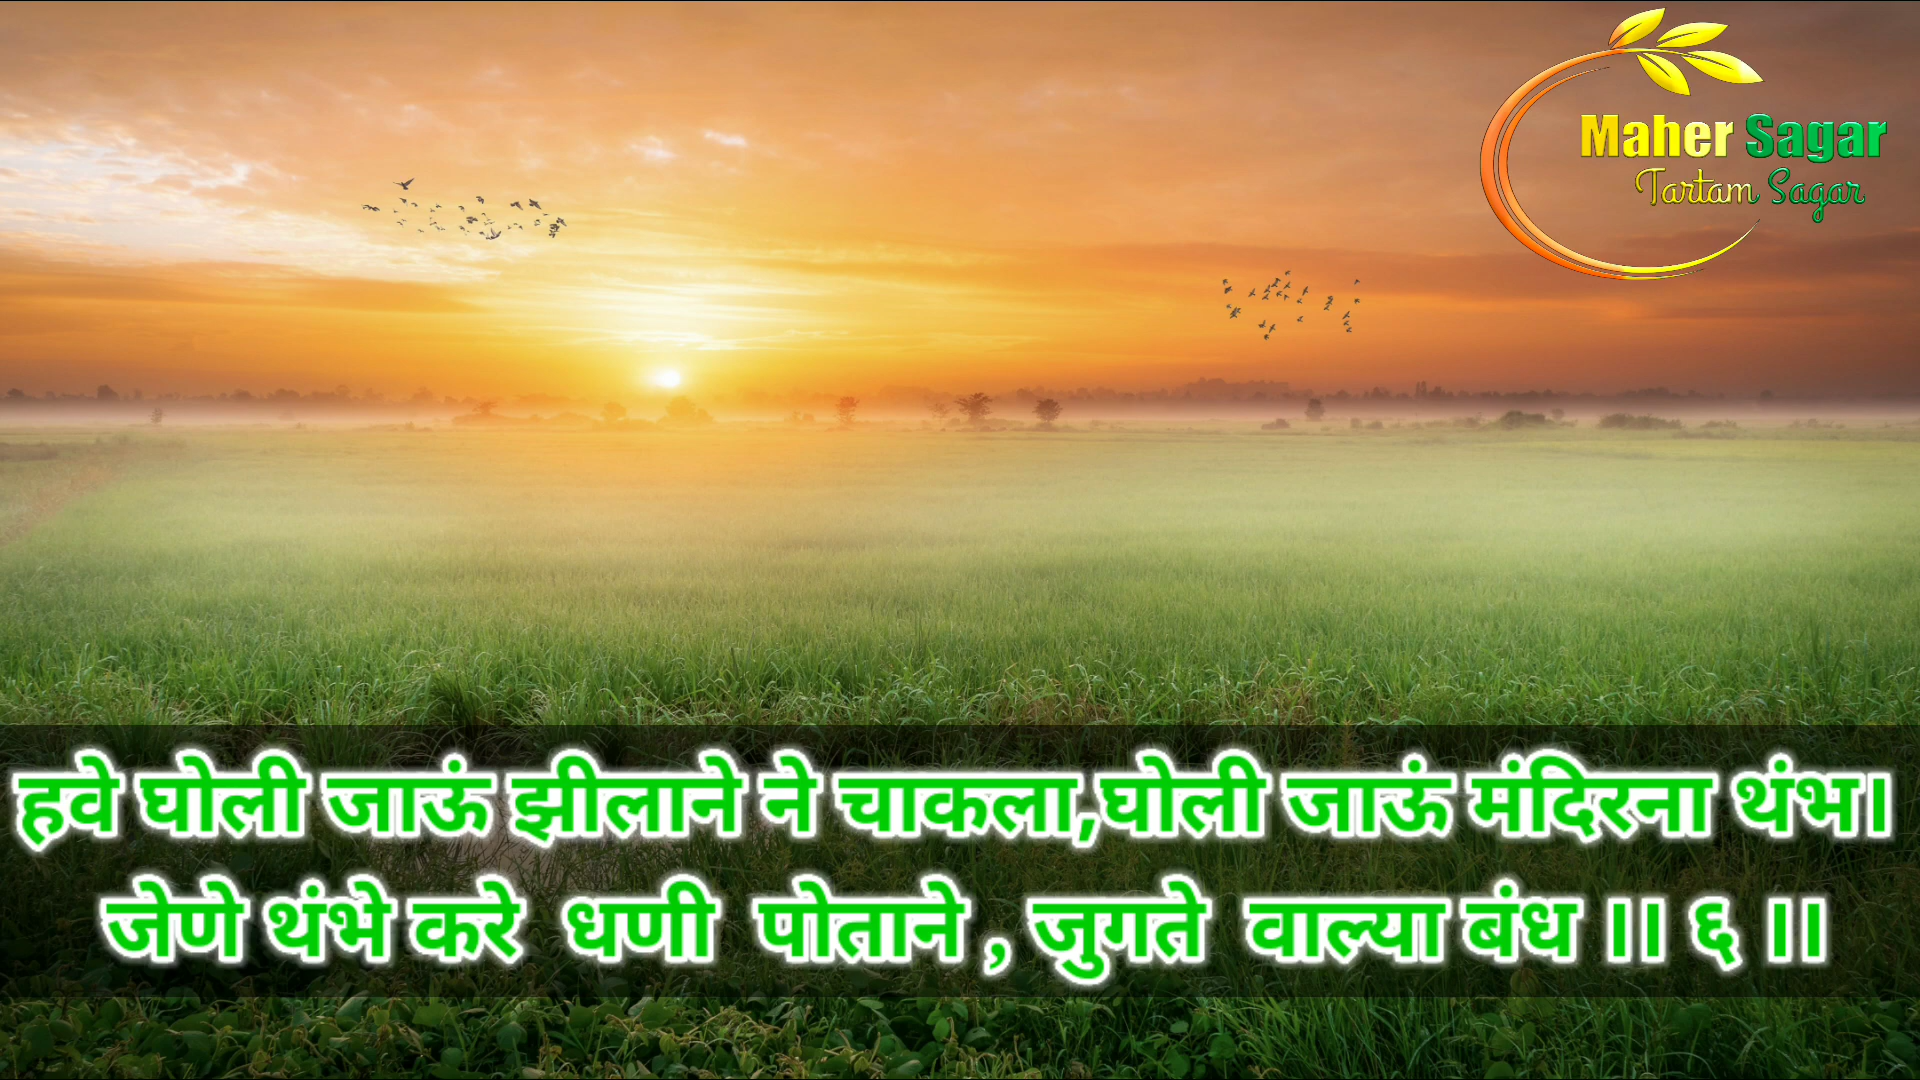 Maher Sagar
Tartam Sagar
हवे घोली जाऊं झीलाने ने चाकला,घोली जाऊं मंदिरना थंभ।
जेणे थंभे करे धणी पोताने , जुगते वाल्या बंध ।। ६ ।।